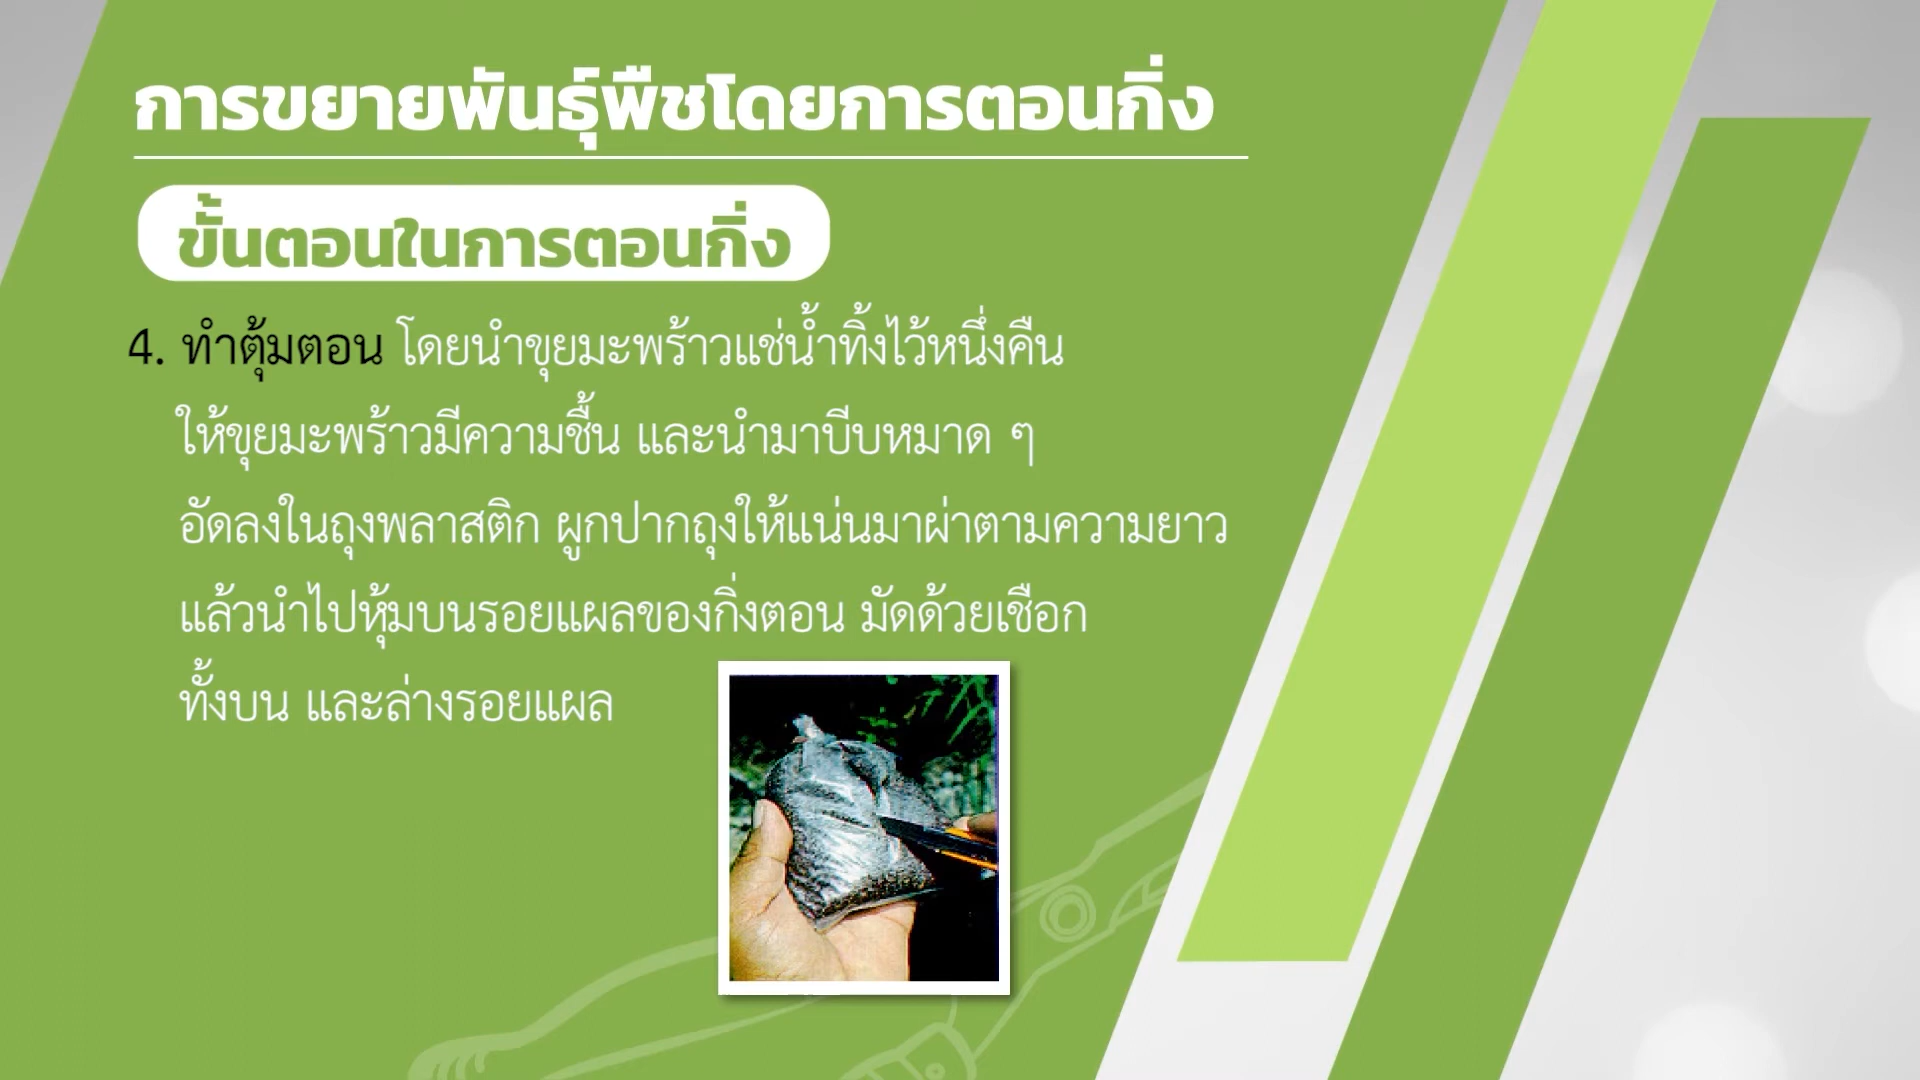 การขยายพันธุ์พืชโดยการตอนกิ่ง
ขั้นตอนในการตอนกิ่ง
4. ทำตุ้มตอน โดยนำขุยมะพร้าวแช่น้ำทิ้งไว้หนึ่งคืน
ให้ขุยมะพร้าวมีความชื้น และนำมาบีบหมาด ๆ
อัดลงในถุงพลาสติก ผูกปากถุงให้แน่นมาผ่าตามความยาว
แล้วนำไปหุ้มบนรอยแผลของกิ่งตอน มัดด้วยเชือก
ทั้งบน และล่างรอยแผล